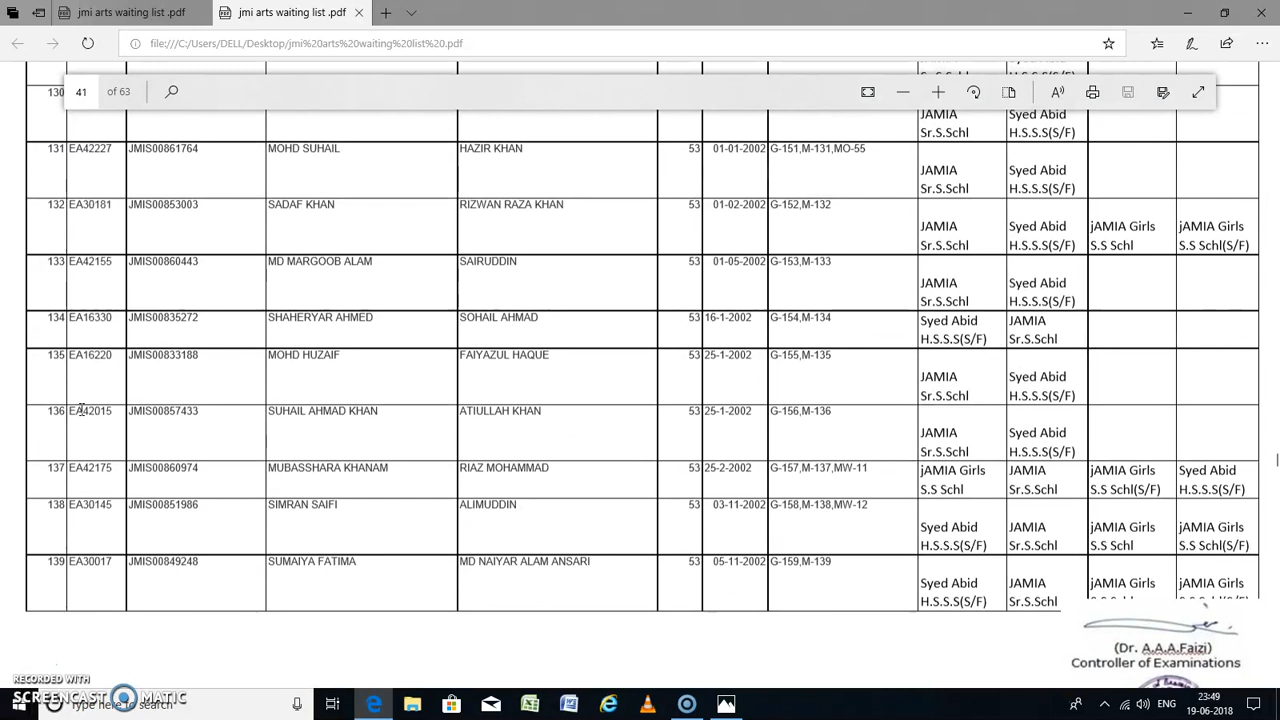 jmi arts waiting list .pdf
jmi arts waiting list .pdf
file:///C:/Users/DELL/Desktop/jmi%20arts%20waiting%20list%20.pdf
41 of 63
130 JAMIA Sr.S.Schl Syed Abid H.S.S.S(S/F)
131 EA42227 JMIS00861764 MOHD SUHAIL HAZIR KHAN 53 01-01-2002 G-151,M-131,MO-55 JAMIA Sr.S.Schl Syed Abid H.S.S.S(S/F)
132 EA30181 JMIS00853003 SADAF KHAN RIZWAN RAZA KHAN 53 01-02-2002 G-152,M-132 JAMIA Sr.S.Schl Syed Abid H.S.S.S(S/F) jAMIA Girls S.S Schl jAMIA Girls S.S Schl(S/F)
133 EA42155 JMIS00860443 MD MARGOOB ALAM SAIRUDDIN 53 01-05-2002 G-153,M-133 JAMIA Sr.S.Schl Syed Abid H.S.S.S(S/F)
134 EA16330 JMIS00835272 SHAHERYAR AHMED SOHAIL AHMAD 53 16-1-2002 G-154,M-134 Syed Abid H.S.S.S(S/F) JAMIA Sr.S.Schl
135 EA16220 JMIS00833188 MOHD HUZAIF FAIYAZUL HAQUE 53 25-1-2002 G-155,M-135 JAMIA Sr.S.Schl Syed Abid H.S.S.S(S/F)
136 EA42015 JMIS00857433 SUHAIL AHMAD KHAN ATIULLAH KHAN 53 25-1-2002 G-156,M-136 JAMIA Sr.S.Schl Syed Abid H.S.S.S(S/F)
137 EA42175 JMIS00860974 MUBASSHARA KHANAM RIAZ MOHAMMAD 53 25-2-2002 G-157,M-137,MW-11 jAMIA Girls S.S Schl JAMIA Sr.S.Schl jAMIA Girls S.S Schl(S/F) Syed Abid H.S.S.S(S/F)
138 EA30145 JMIS00851986 SIMRAN SAIFI ALIMUDDIN 53 03-11-2002 G-158,M-138,MW-12 Syed Abid H.S.S.S(S/F) JAMIA Sr.S.Schl jAMIA Girls S.S Schl jAMIA Girls S.S Schl(S/F)
139 EA30017 JMIS00849248 SUMAIYA FATIMA MD NAIYAR ALAM ANSARI 53 05-11-2002 G-159,M-139 Syed Abid H.S.S.S(S/F) JAMIA Sr.S.Schl jAMIA Girls S.S Schl jAMIA Girls S.S Schl(S/F)
(Dr. A.A.A.Faizi)
Controller of Examinations
RECORDED WITH
SCREENCAST MATIC
Type here to search
ENG
23:49
19-06-2018